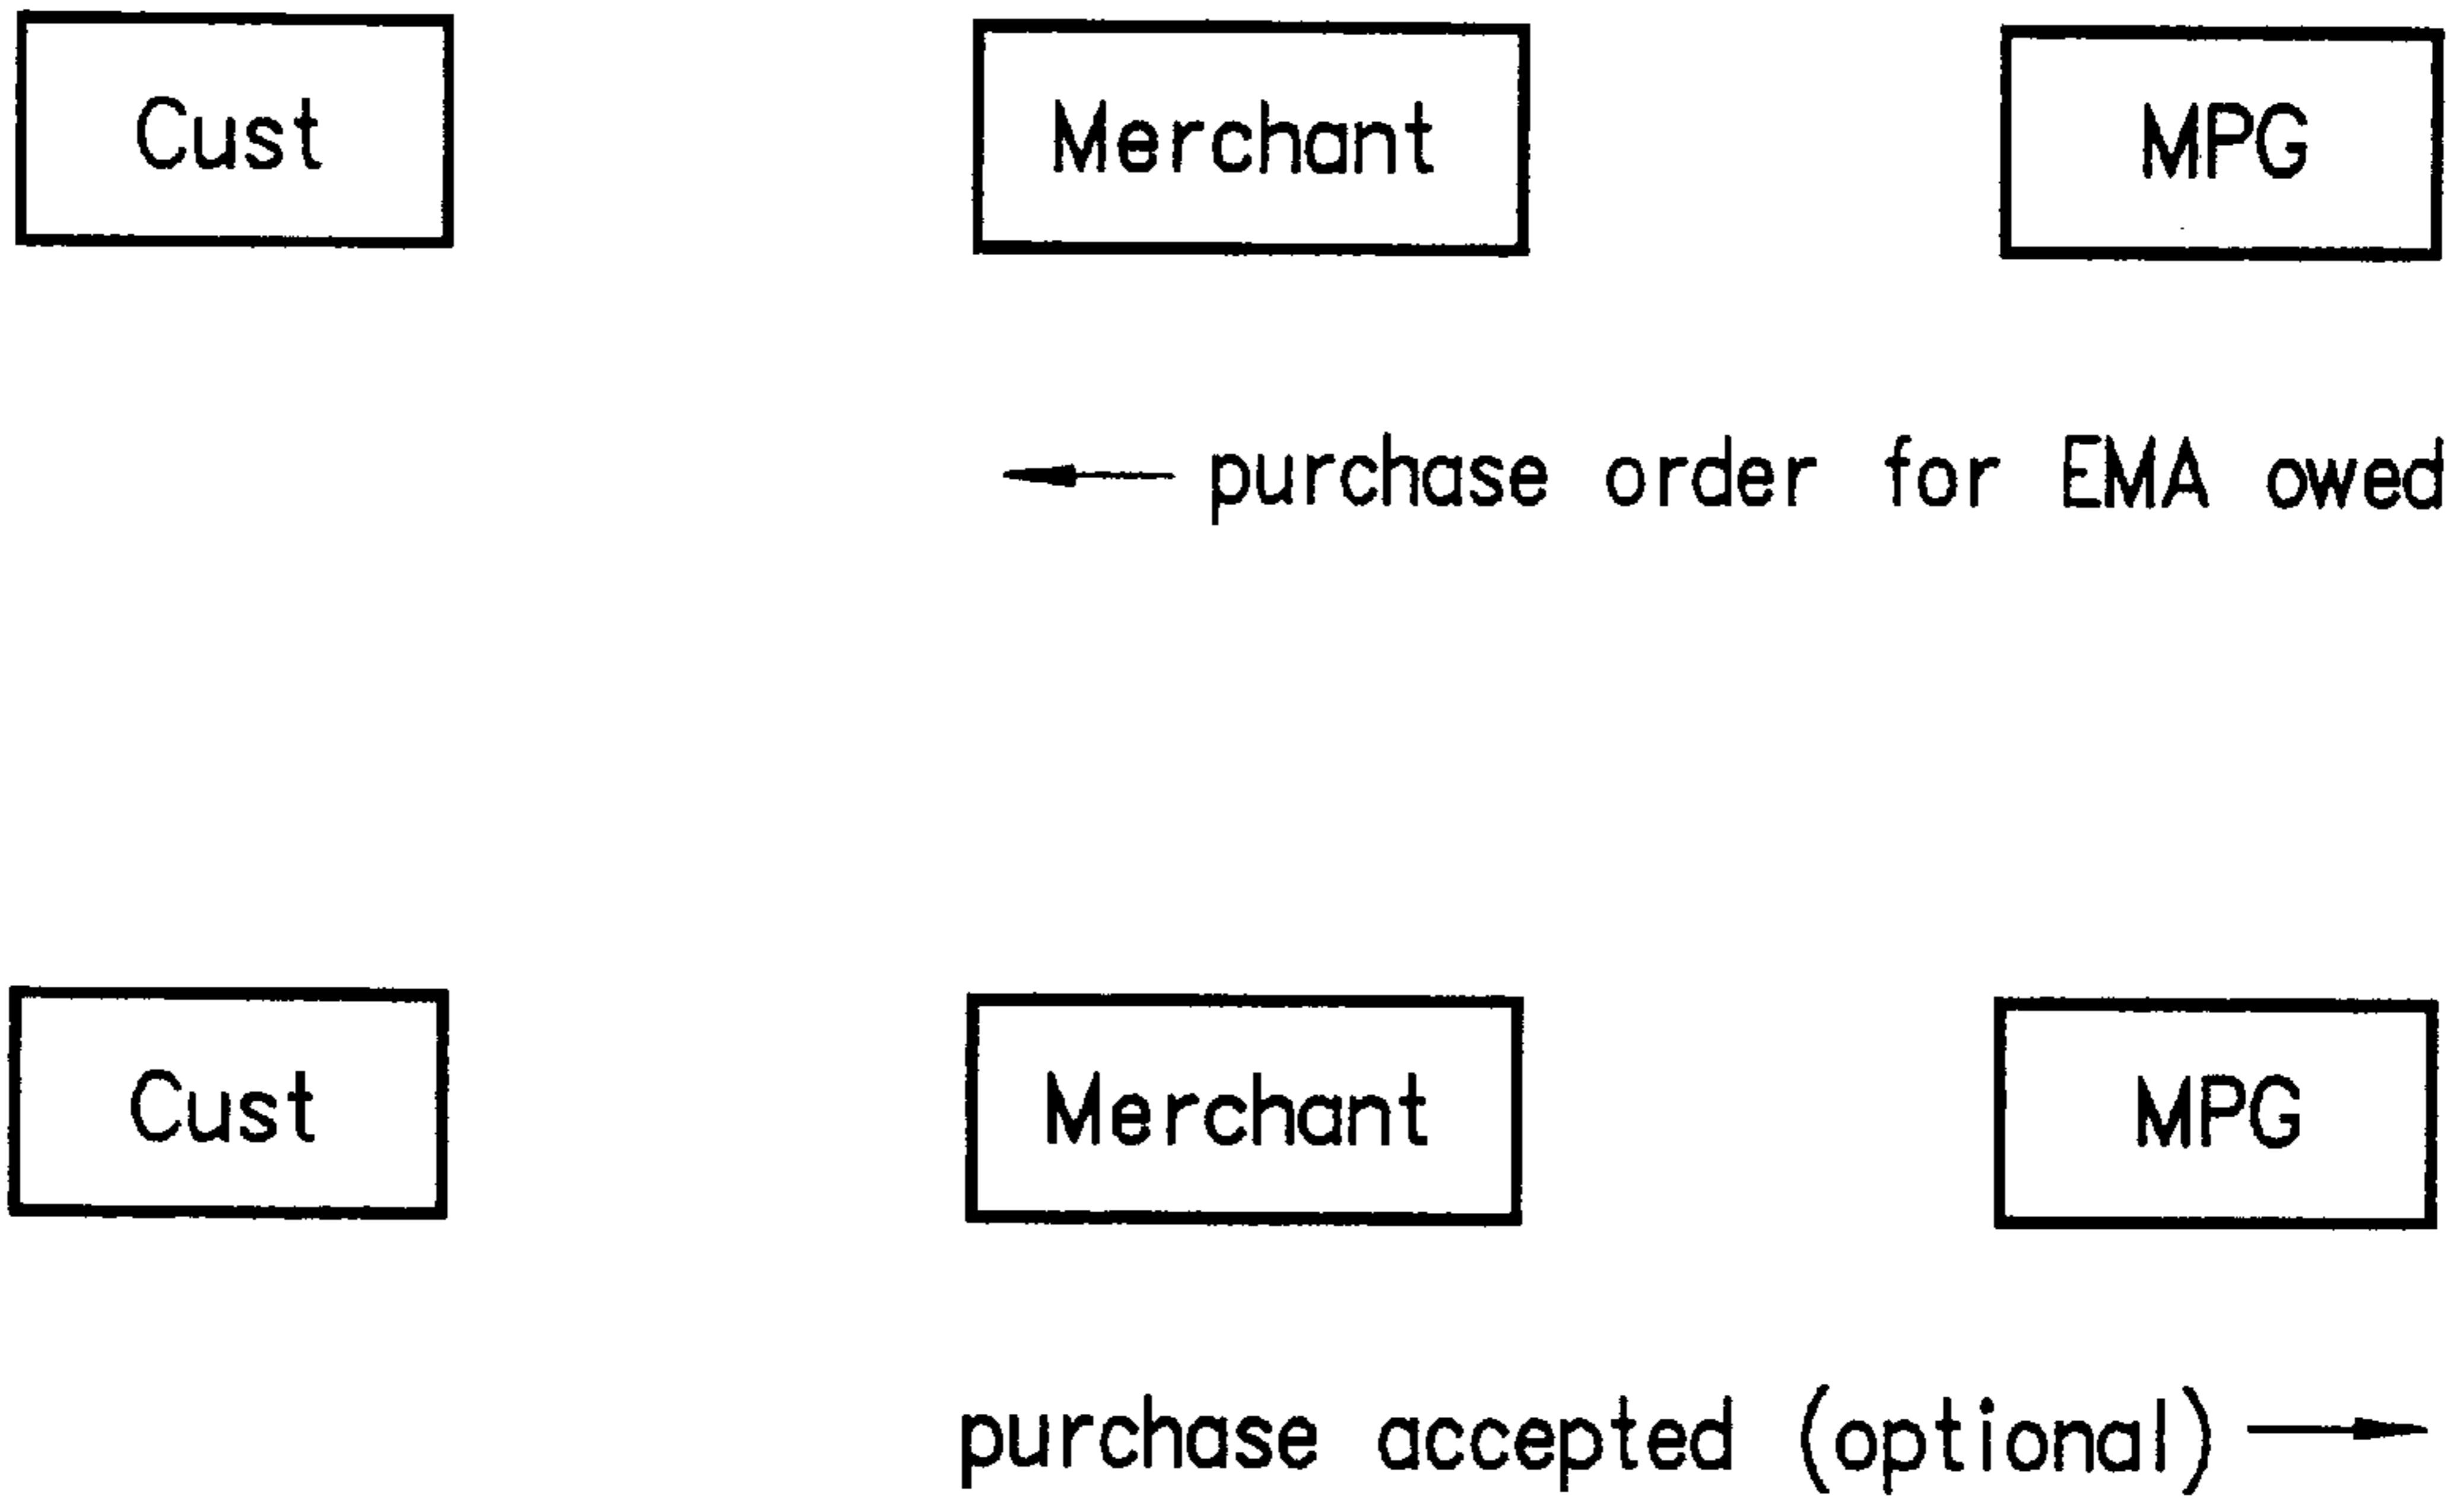 Cust Merchant MPG
purchase order for EMA owed
Cust Merchant MPG
purchase accepted (optional)